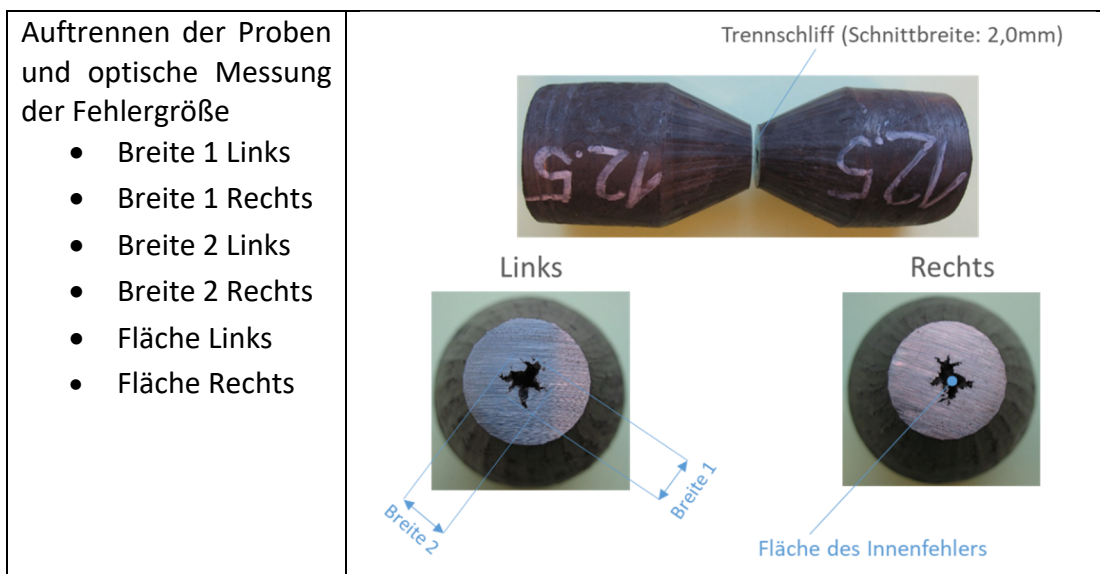 Auftrennen der Proben
und optische Messung
der Fehlergröße
• Breite 1 Links
• Breite 1 Rechts
• Breite 2 Links
• Breite 2 Rechts
• Fläche Links
• Fläche Rechts
Trennschliff (Schnittbreite: 2,0mm)
12.5
12.5
Links
Rechts
Breite 1
Breite 2
Fläche des Innenfehlers